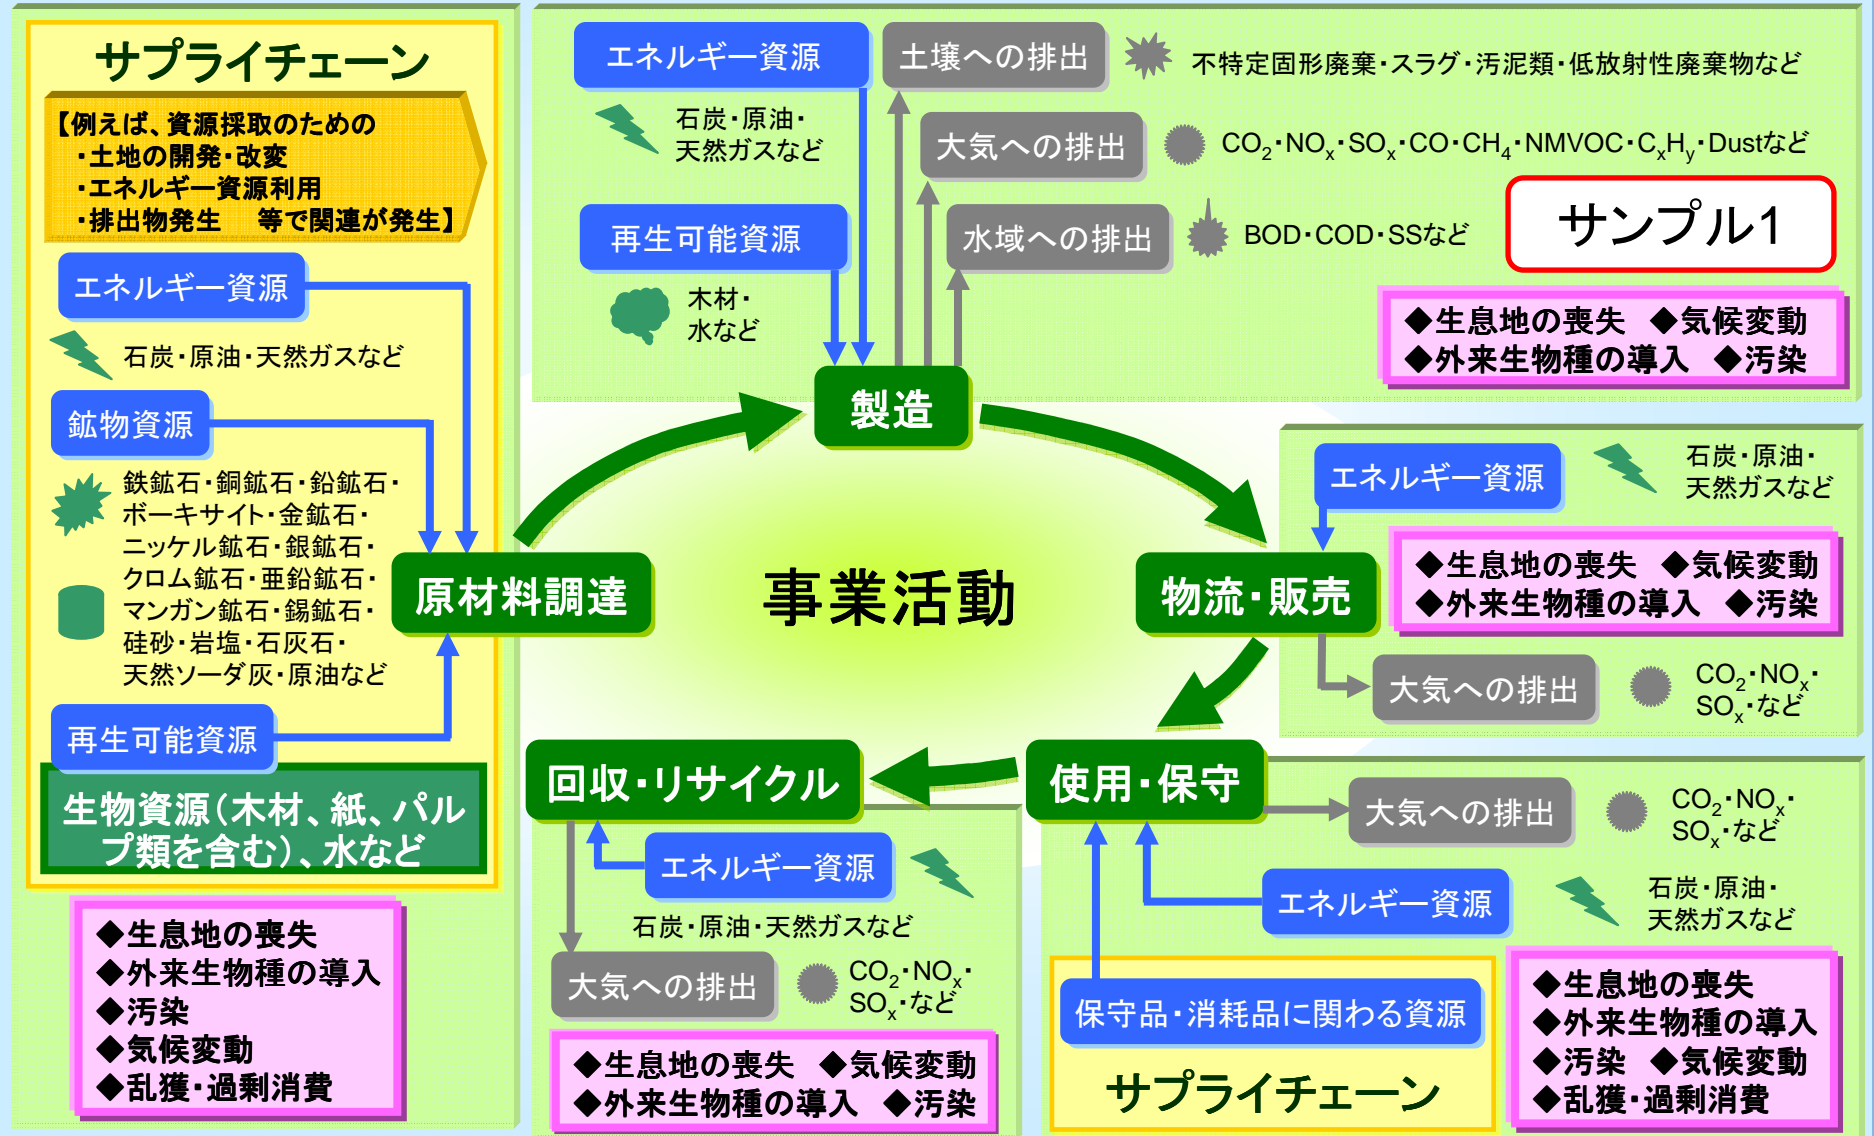 サプライチェーン
【例えば、資源採取のための
・土地の開発・改変
・エネルギー資源利用
・排出物発生　等で関連が発生】
エネルギー資源
石炭・原油・天然ガスなど
鉱物資源
鉄鉱石・銅鉱石・鉛鉱石・
ボーキサイト・金鉱石・
ニッケル鉱石・銀鉱石・
クロム鉱石・亜鉛鉱石・
マンガン鉱石・錫鉱石・
硅砂・岩塩・石灰石・
天然ソーダ灰・原油など
再生可能資源
生物資源（木材、紙、パル
プ類を含む）、水など
◆生息地の喪失
◆外来生物種の導入
◆汚染
◆気候変動
◆乱獲・過剰消費
原材料調達
エネルギー資源
石炭・原油・
天然ガスなど
再生可能資源
木材・
水など
土壌への排出
不特定固形廃棄・スラグ・汚泥類・低放射性廃棄物など
大気への排出
CO2・NOx・SOx・CO・CH4・NMVOC・CxHy・Dustなど
水域への排出
BOD・COD・SSなど
サンプル1
◆生息地の喪失　◆気候変動
◆外来生物種の導入　◆汚染
製造
事業活動
エネルギー資源
石炭・原油・
天然ガスなど
◆生息地の喪失　◆気候変動
◆外来生物種の導入　◆汚染
物流・販売
大気への排出
CO2・NOx・
SOx・など
使用・保守
大気への排出
CO2・NOx・
SOx・など
エネルギー資源
石炭・原油・
天然ガスなど
保守品・消耗品に関わる資源
サプライチェーン
◆生息地の喪失
◆外来生物種の導入
◆汚染　◆気候変動
◆乱獲・過剰消費
回収・リサイクル
エネルギー資源
石炭・原油・天然ガスなど
大気への排出
CO2・NOx・
SOx・など
◆生息地の喪失　◆気候変動
◆外来生物種の導入　◆汚染